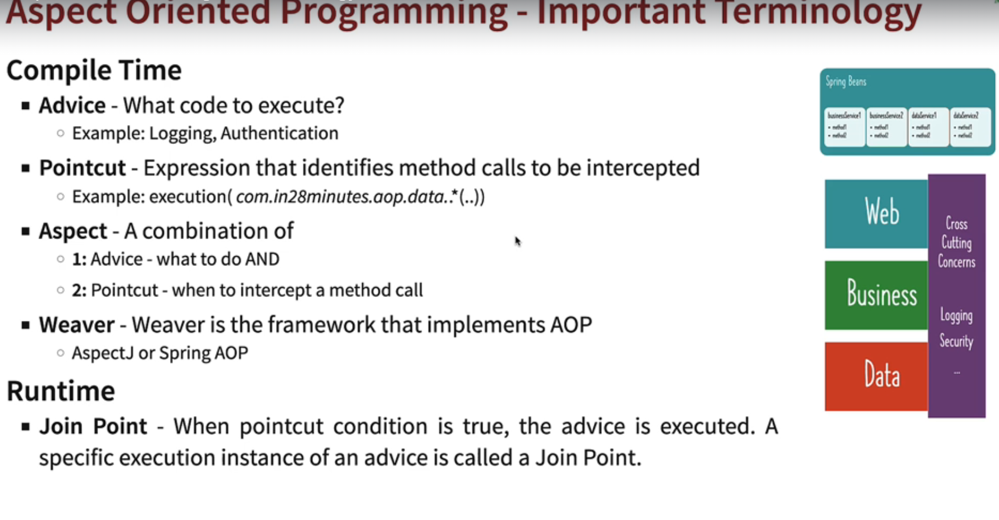 Aspect Oriented Programming - Important Terminology
Compile Time
▪ Advice - What code to execute?
○ Example: Logging, Authentication
▪ Pointcut - Expression that identifies method calls to be intercepted
○ Example: execution( com.in28minutes.aop.data..*(..))
▪ Aspect - A combination of
○ 1: Advice - what to do AND
○ 2: Pointcut - when to intercept a method call
▪ Weaver - Weaver is the framework that implements AOP
○ AspectJ or Spring AOP
Runtime
▪ Join Point - When pointcut condition is true, the advice is executed. A
specific execution instance of an advice is called a Join Point.
Spring Beans
businessService1
• method1
• method2
businessService2
• method1
• method2
dataService1
• method1
• method2
dataService2
• method1
• method2
Web
Business
Data
Cross
Cutting
Concerns
Logging
Security
...